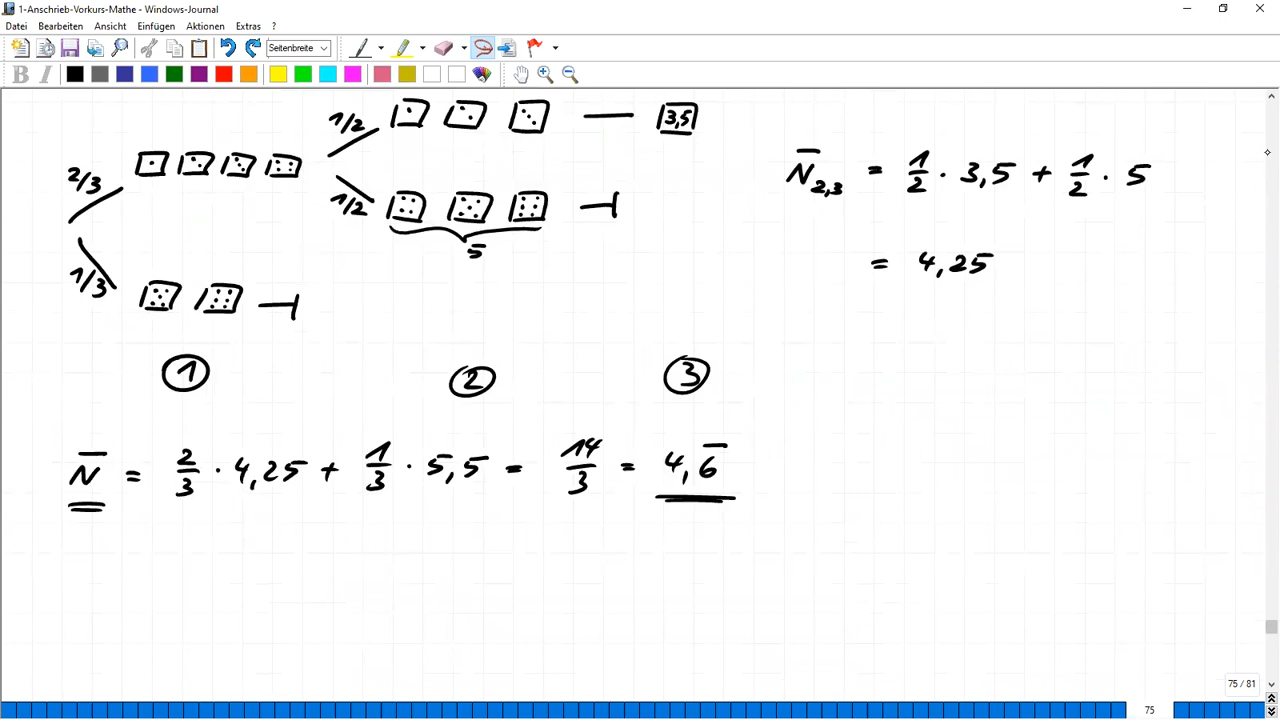 1-Anschrieb-Vorkurs-Mathe - Windows-Journal
Datei Bearbeiten Ansicht Einfügen Aktionen Extras ?
Seitenbreite
B I
1/2 3,5
2/3
1/2
5
1/3
N̅₂,₃ = 1/2 · 3,5 + 1/2 · 5
= 4,25
① ② ③
N̅ = 2/3 · 4,25 + 1/3 · 5,5 = 14/3 = 4,6̅
75 / 81
75